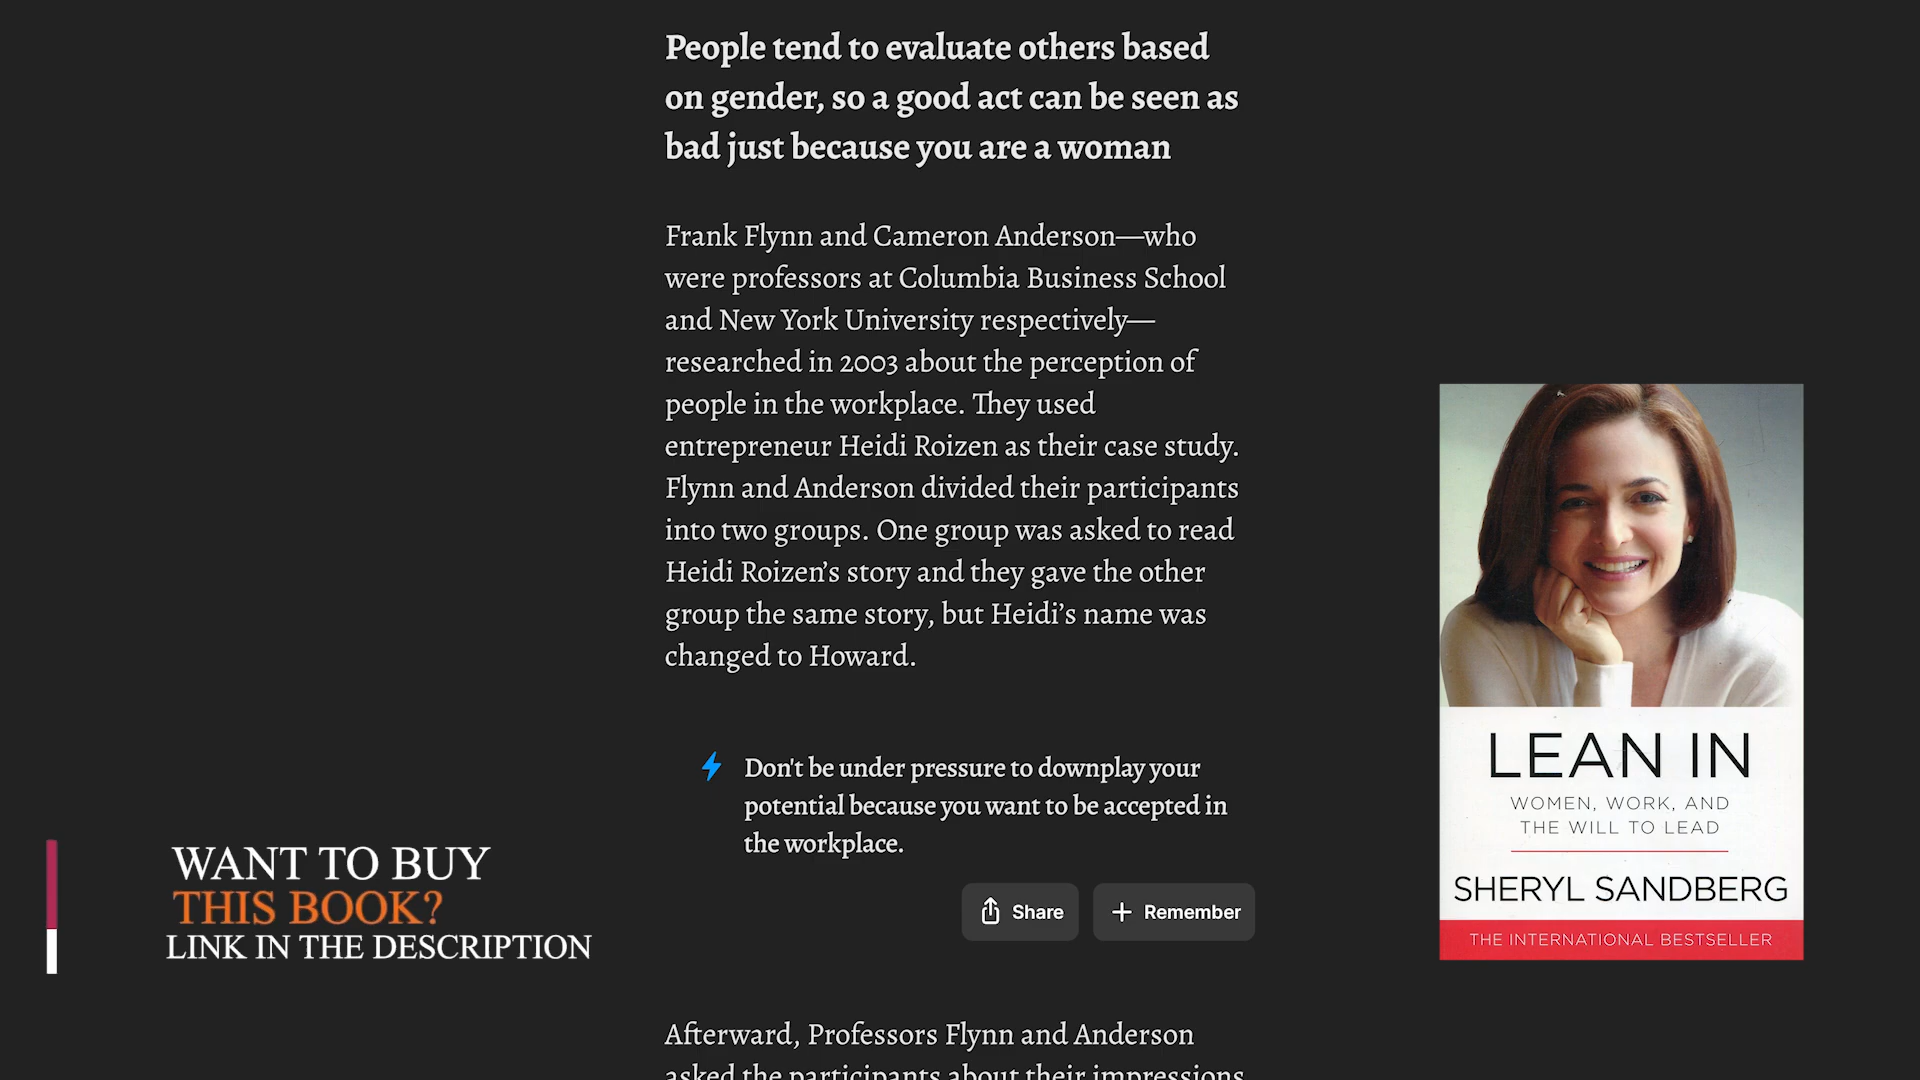 People tend to evaluate others based
on gender, so a good act can be seen as
bad just because you are a woman
Frank Flynn and Cameron Anderson—who
were professors at Columbia Business School
and New York University respectively—
researched in 2003 about the perception of
people in the workplace. They used
entrepreneur Heidi Roizen as their case study.
Flynn and Anderson divided their participants
into two groups. One group was asked to read
Heidi Roizen’s story and they gave the other
group the same story, but Heidi’s name was
changed to Howard.
Don't be under pressure to downplay your
potential because you want to be accepted in
the workplace.
Share
Remember
Afterward, Professors Flynn and Anderson
asked the participants about their impressions
WANT TO BUY
THIS BOOK?
LINK IN THE DESCRIPTION
LEAN IN
WOMEN, WORK, AND
THE WILL TO LEAD
SHERYL SANDBERG
THE INTERNATIONAL BESTSELLER